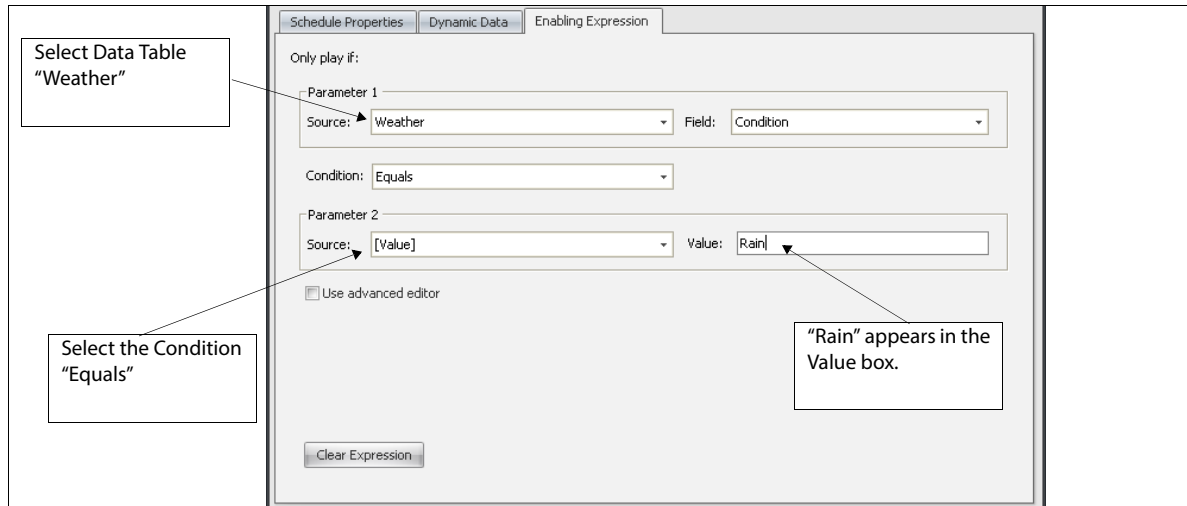 Schedule Properties Dynamic Data Enabling Expression
Select Data Table
“Weather”
Only play if:
Parameter 1
Source: Weather Field: Condition
Condition: Equals
Parameter 2
Source: [Value] Value: Rain
Use advanced editor
Select the Condition
“Equals”
“Rain” appears in the
Value box.
Clear Expression